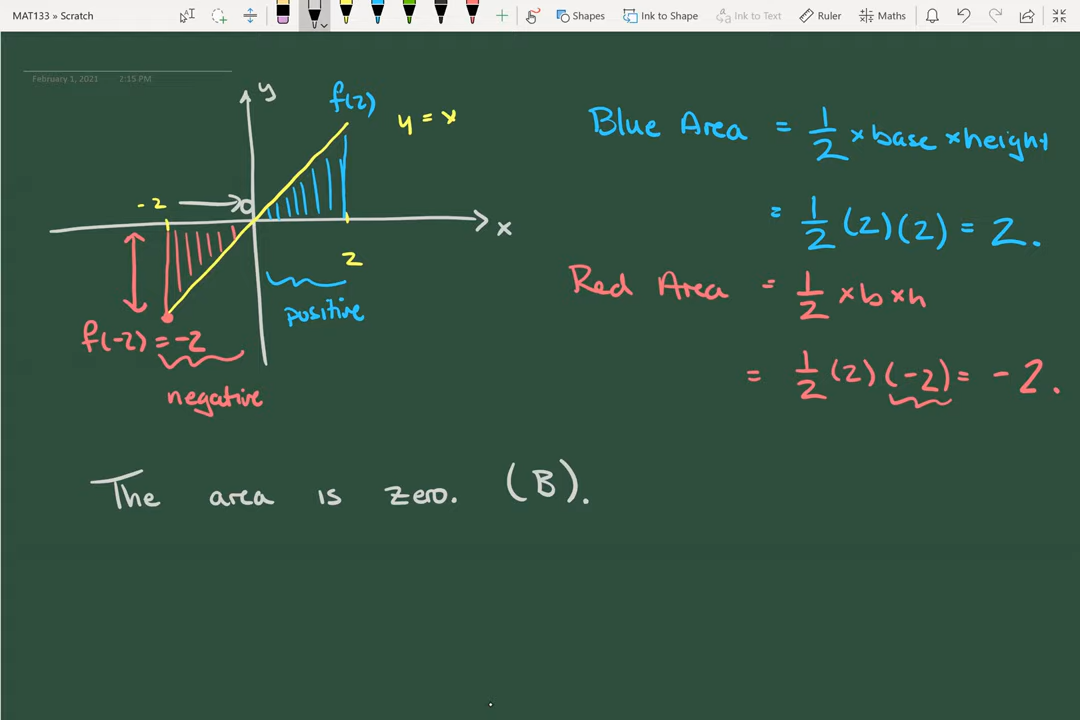 MAT133 » Scratch
Shapes
Ink to Shape
Ink to Text
Ruler
Maths
February 1, 2021 2:15 PM
y
f(2)
y = x
-2
0
x
2
positive
f(-2) = -2
negative
Blue Area = 1/2 × base × height
= 1/2 (2)(2) = 2.
Red Area = 1/2 × b × h
= 1/2 (2)(-2) = -2.
The area is zero. (B).